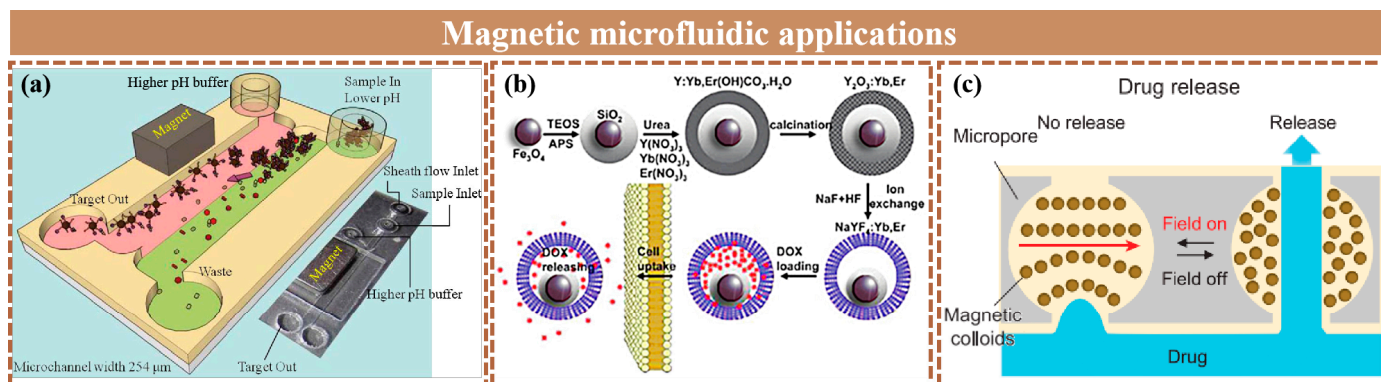 Magnetic microfluidic applications
(a)
Higher pH buffer
Sample In
Lower pH
Magnet
Sheath flow Inlet
Sample Inlet
Target Out
Magnet
Waste
Higher pH buffer
Microchannel width 254 μm
Target Out
(b)
Y:Yb,Er(OH)CO₃.H₂O
Y₂O₃:Yb,Er
SiO₂
TEOS
APS
Urea
Y(NO₃)₃
Yb(NO₃)₃
Er(NO₃)₃
calcination
Fe₃O₄
NaF+HF
Ion
exchange
NaYF₄:Yb,Er
DOX
releasing
Cell
uptake
DOX
loading
(c)
Drug release
Micropore
No release
Release
Field on
Field off
Magnetic
colloids
Drug